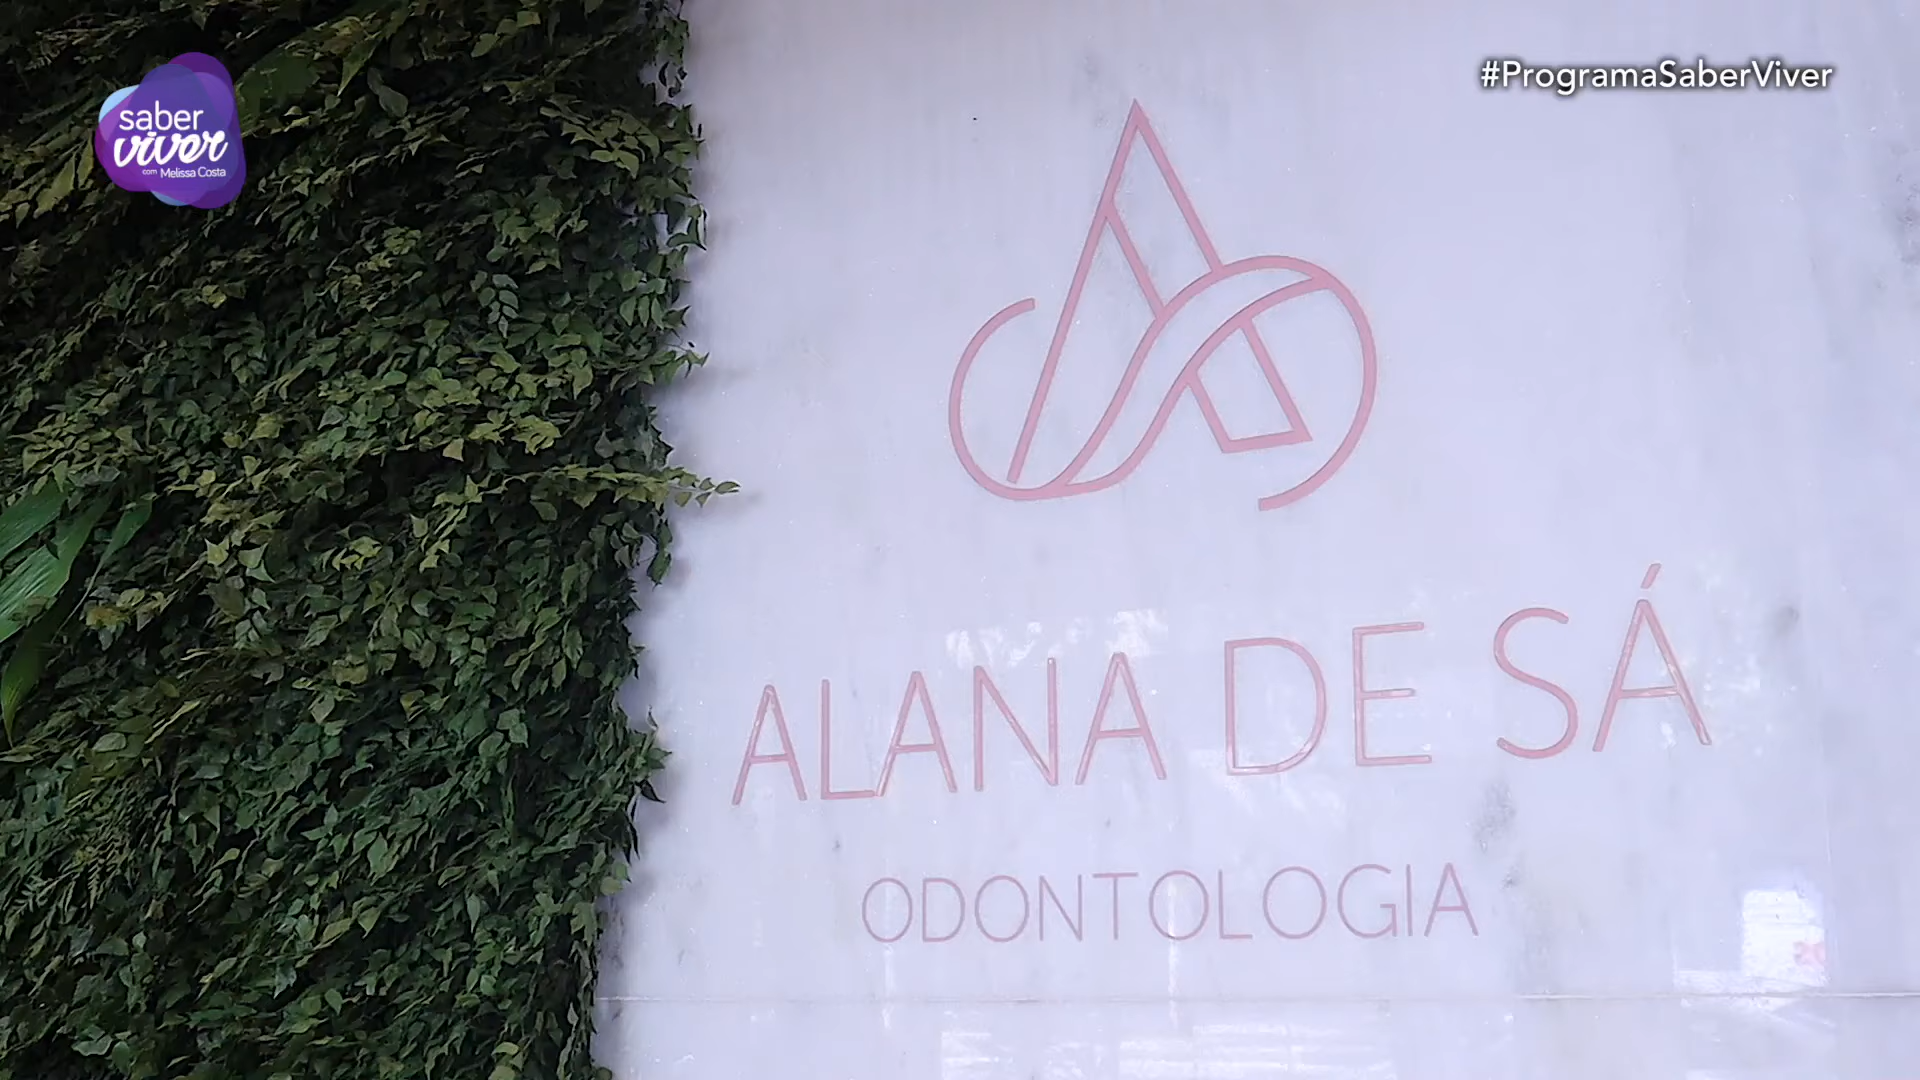 saber
viver
com Melissa Costa
#ProgramaSaberViver
ALANA DE SÁ
ODONTOLOGIA